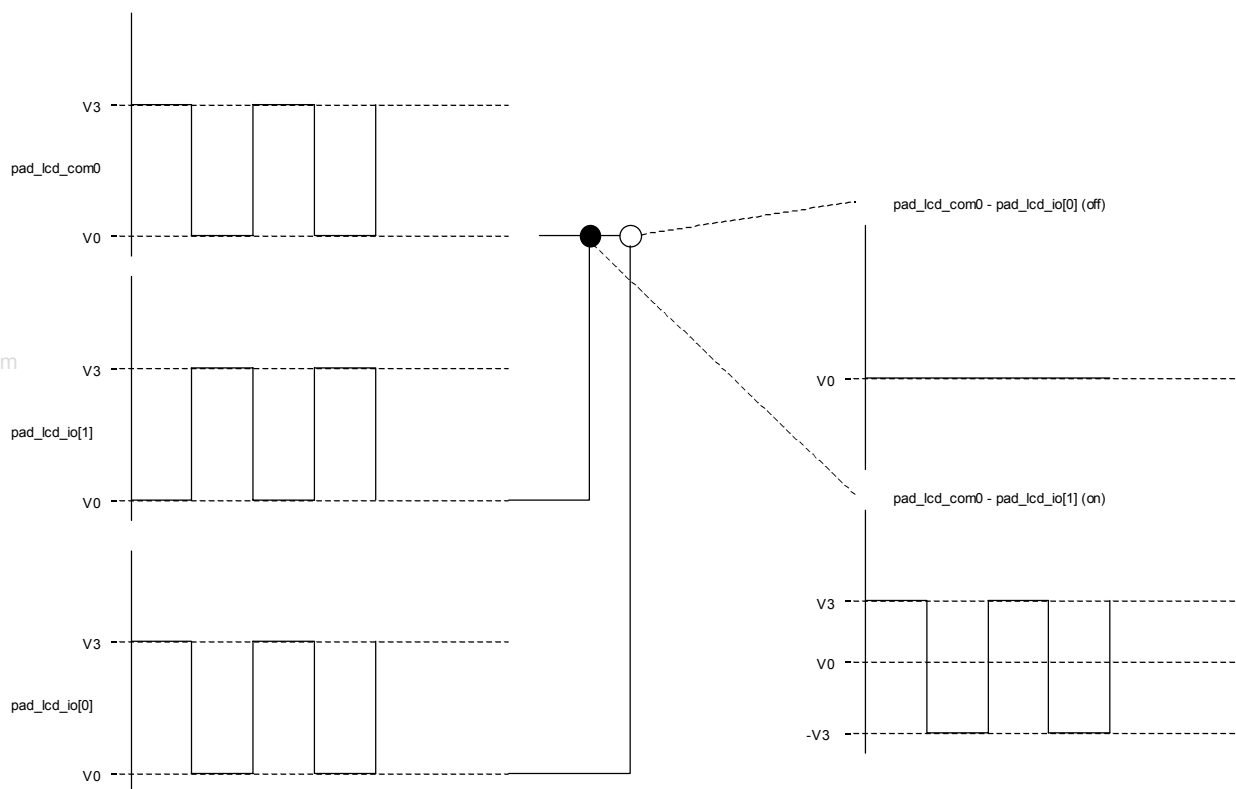 V3
pad_lcd_com0
V0
pad_lcd_com0 - pad_lcd_io[0] (off)
m
V3
V0
pad_lcd_io[1]
V0
pad_lcd_com0 - pad_lcd_io[1] (on)
V3
V3
V0
pad_lcd_io[0]
-V3
V0